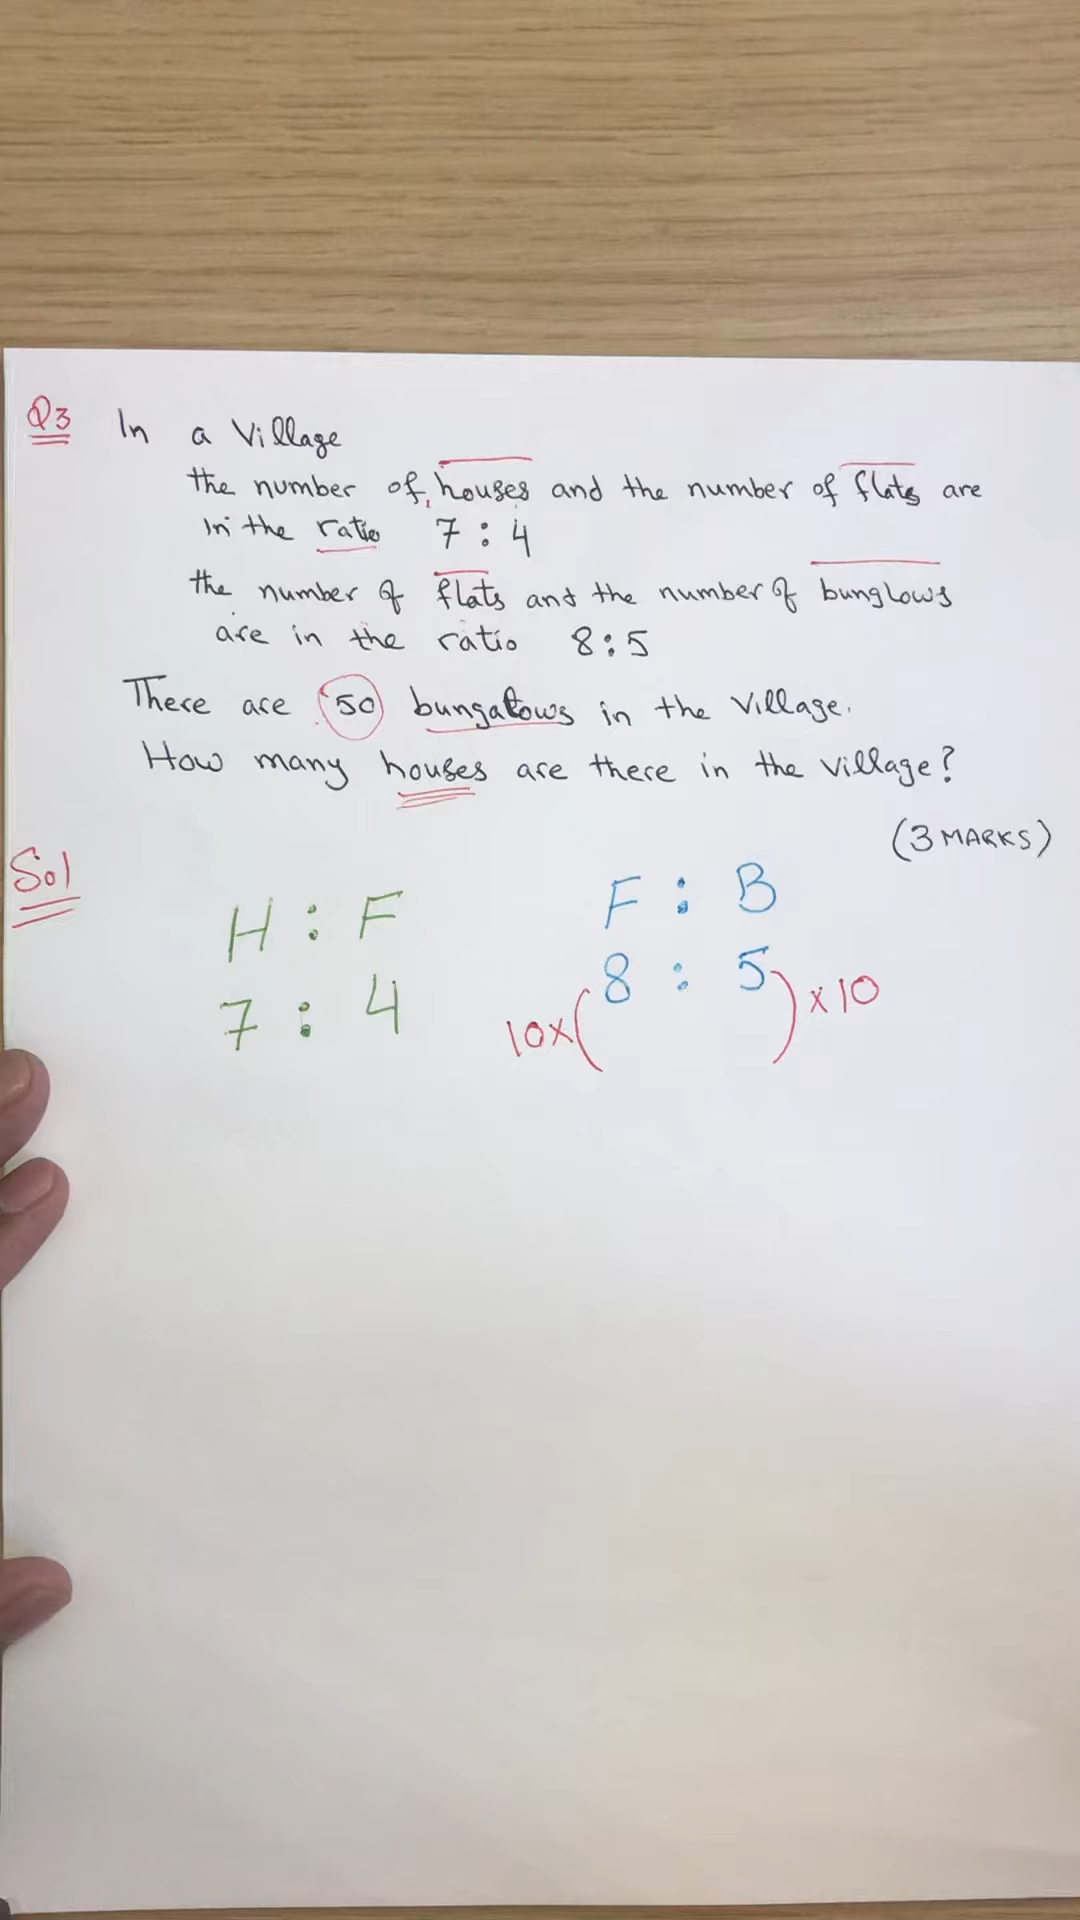 Q3 In a Village
the number of houses and the number of flats are
in the ratio 7 : 4
the number of flats and the number of bunglows
are in the ratio 8:5
There are 50 bungalows in the village.
How many houses are there in the village?
(3 MARKS)
Sol
H : F
7 : 4
F : B
10x( 8 : 5 ) x10